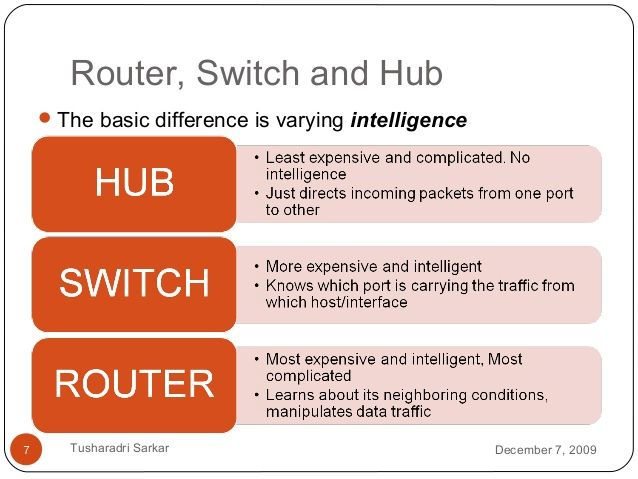 Router, Switch and Hub
The basic difference is varying intelligence
HUB
• Least expensive and complicated. No
intelligence
• Just directs incoming packets from one port
to other
SWITCH
• More expensive and intelligent
• Knows which port is carrying the traffic from
which host/interface
ROUTER
• Most expensive and intelligent, Most
complicated
• Learns about its neighboring conditions,
manipulates data traffic
7
Tusharadri Sarkar
December 7, 2009